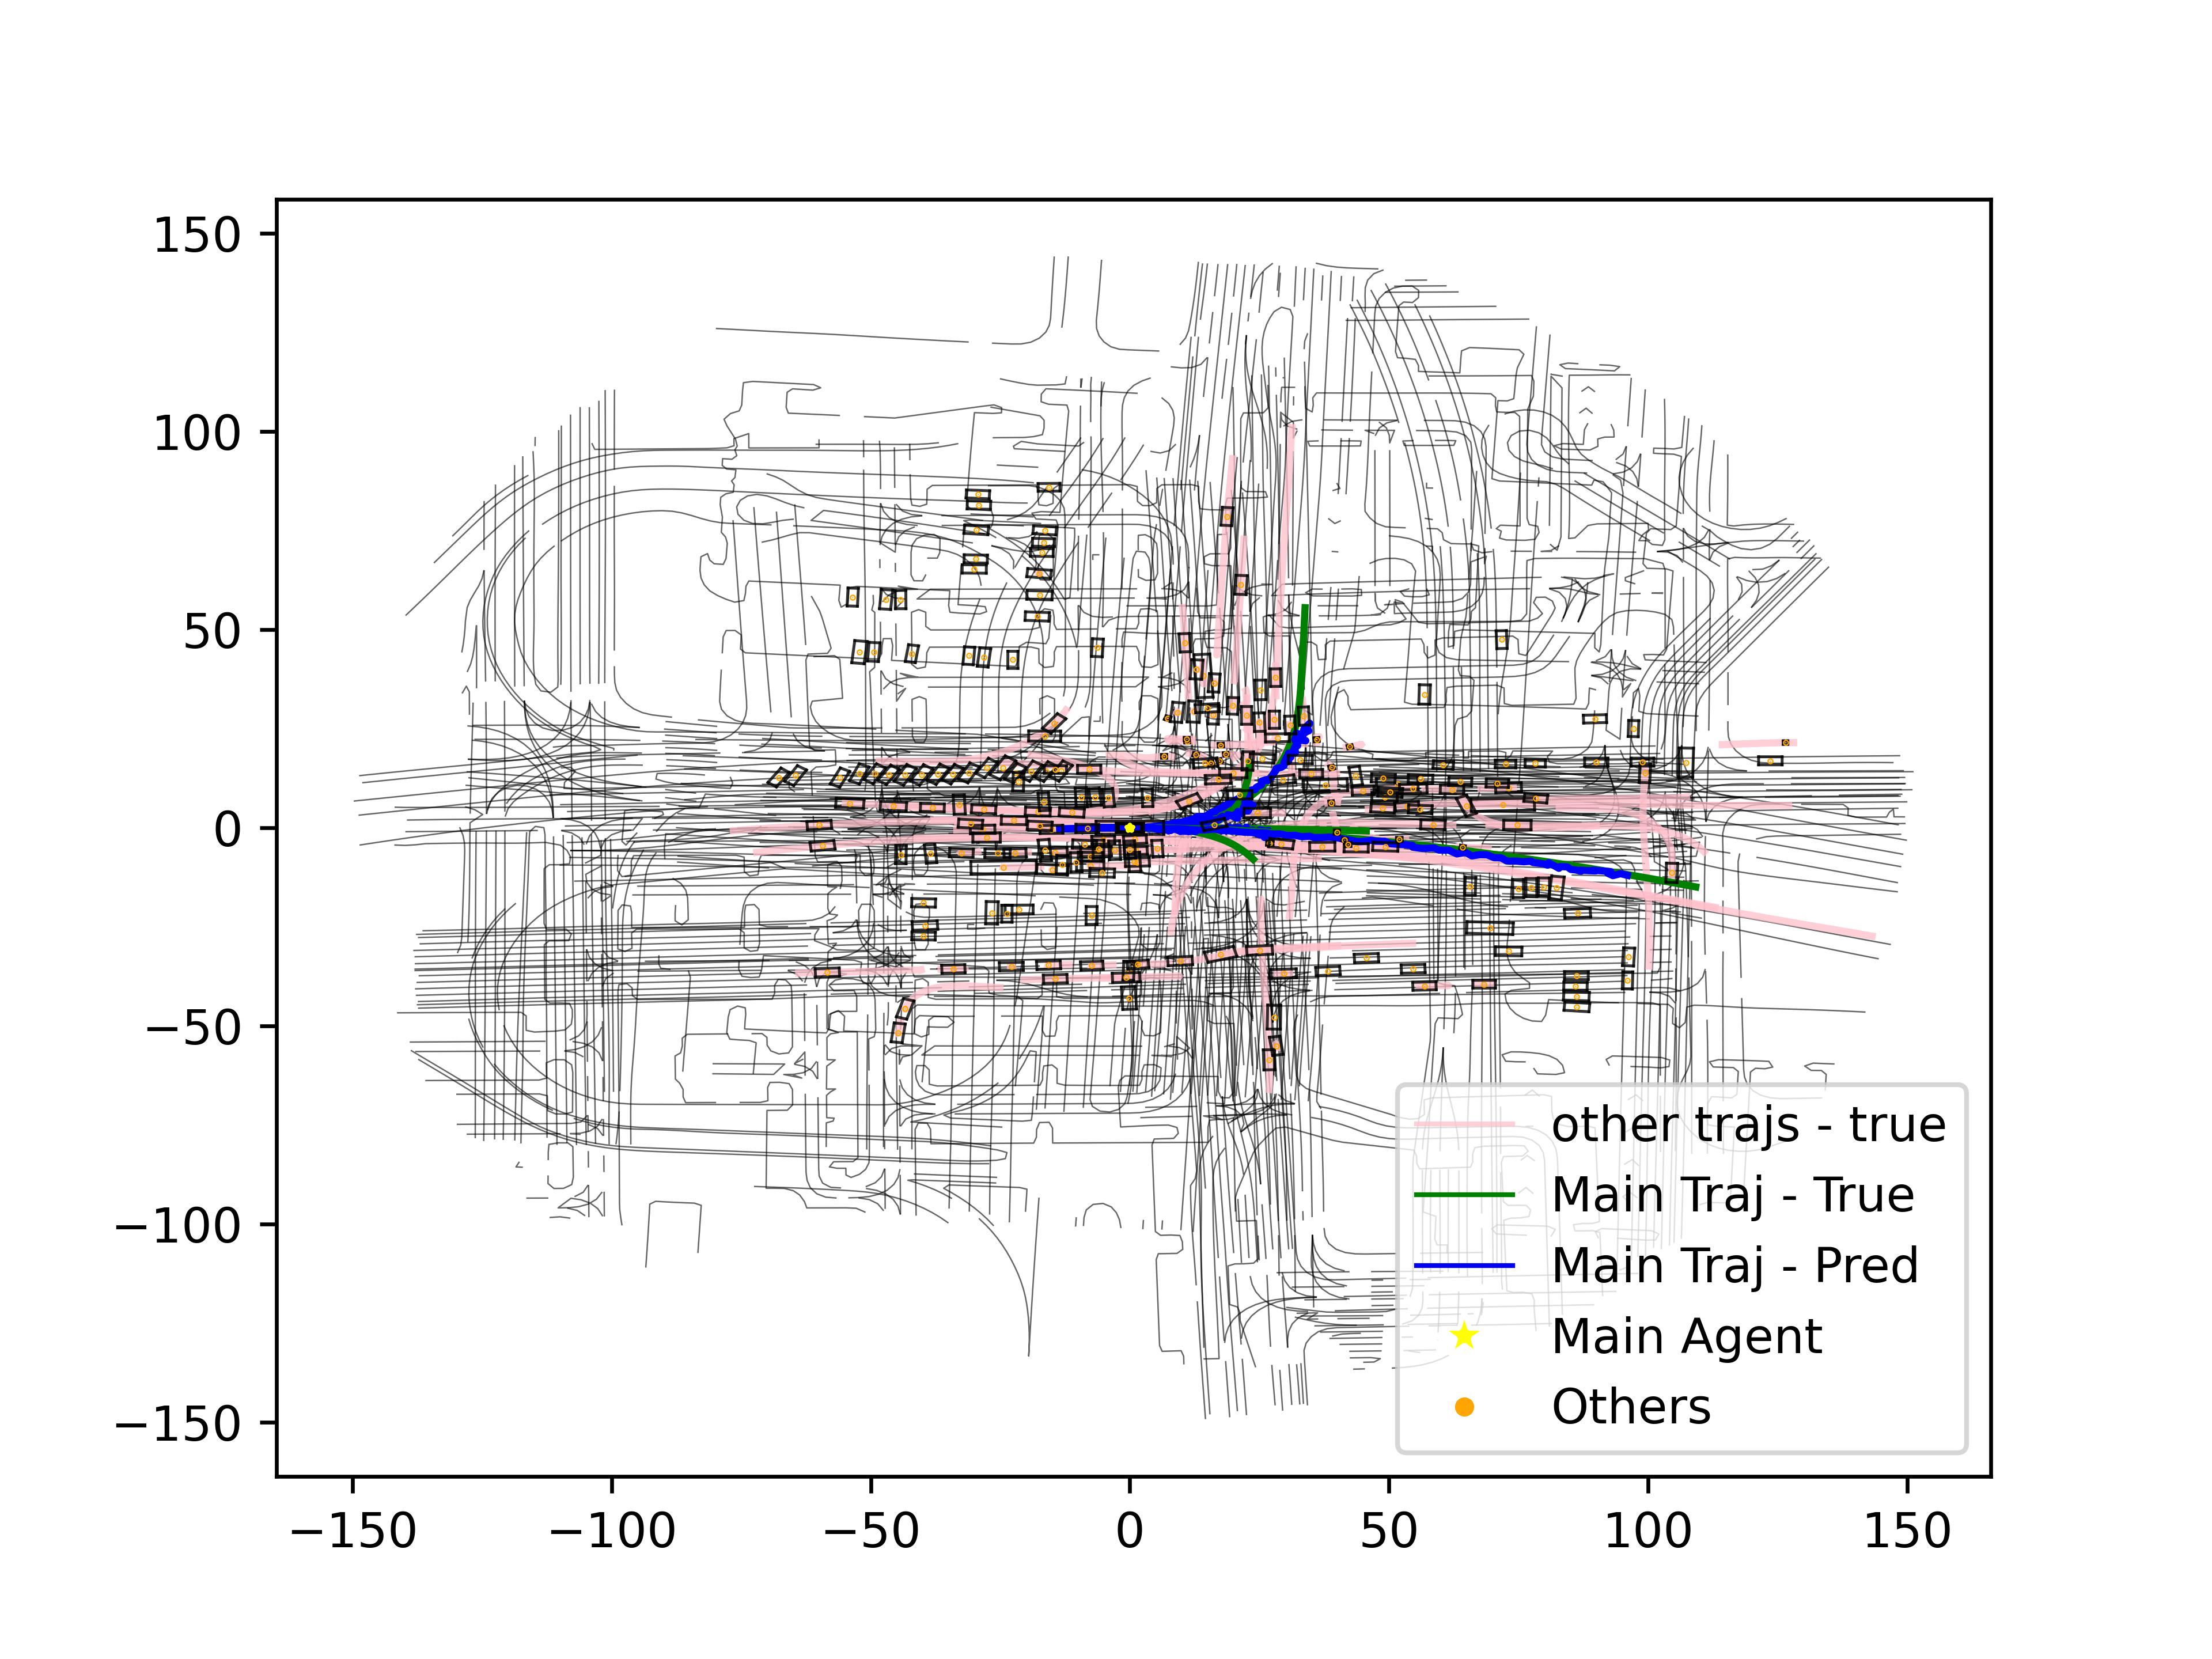 150
100
50
0
−50
−100
−150
−150 −100 −50 0 50 100 150
other trajs - true
Main Traj - True
Main Traj - Pred
Main Agent
Others